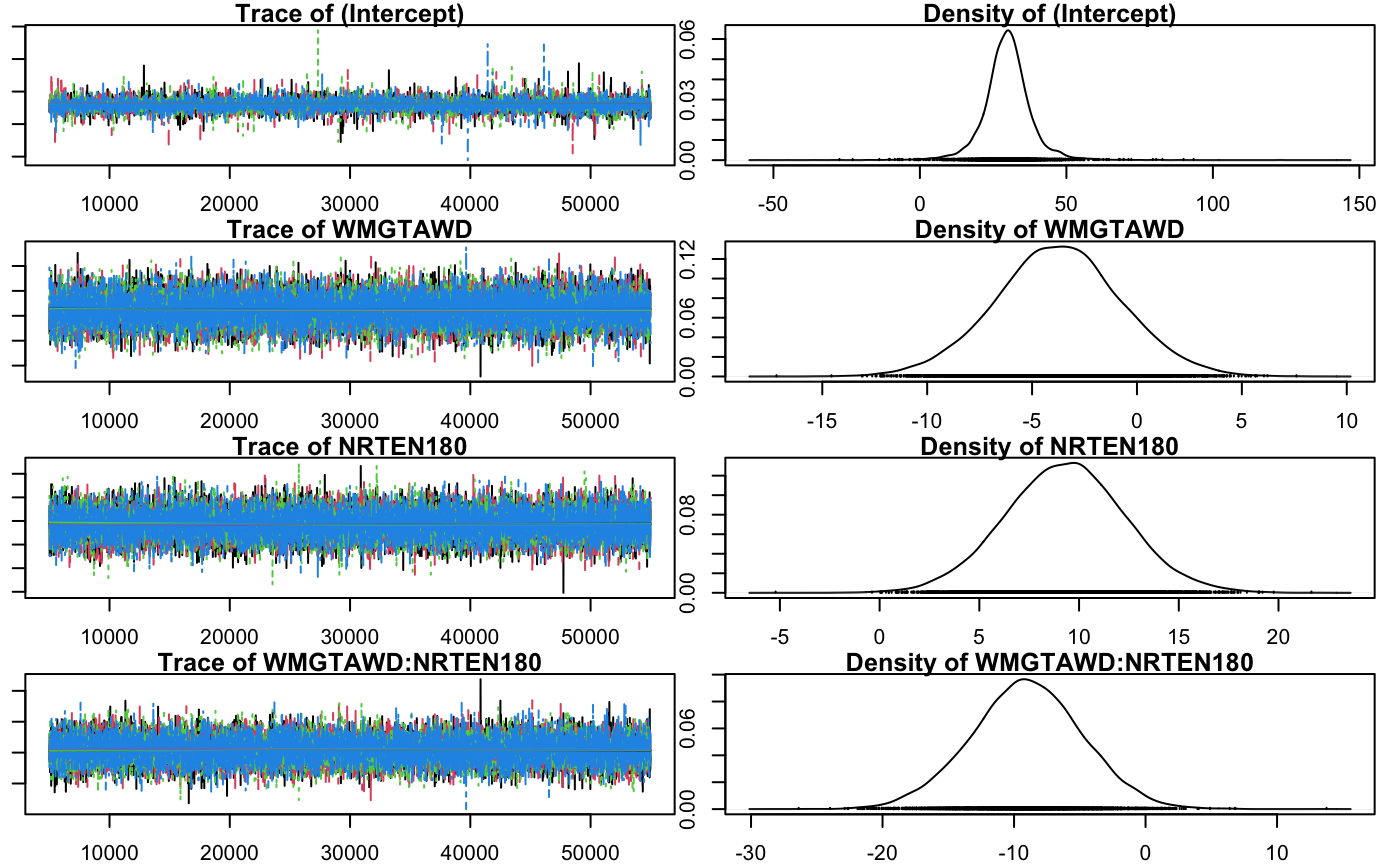 Trace of (Intercept)
10000 20000 30000 40000 50000
Density of (Intercept)
0.00 0.03 0.06
-50 0 50 100 150
Trace of WMGTAWD
10000 20000 30000 40000 50000
Density of WMGTAWD
0.00 0.06 0.12
-15 -10 -5 0 5 10
Trace of NRTEN180
10000 20000 30000 40000 50000
Density of NRTEN180
0.00 0.08
-5 0 5 10 15 20
Trace of WMGTAWD:NRTEN180
10000 20000 30000 40000 50000
Density of WMGTAWD:NRTEN180
0.00 0.06
-30 -20 -10 0 10